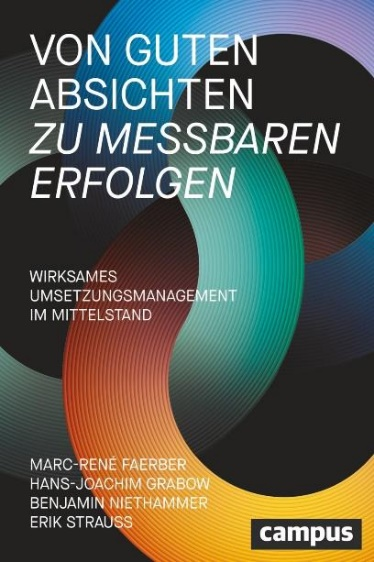 VON GUTEN
ABSICHTEN
ZU MESSBAREN
ERFOLGEN
WIRKSAMES
UMSETZUNGSMANAGEMENT
IM MITTELSTAND
MARC-RENÉ FAERBER
HANS-JOACHIM GRABOW
BENJAMIN NIETHAMMER
ERIK STRAUSS
campus